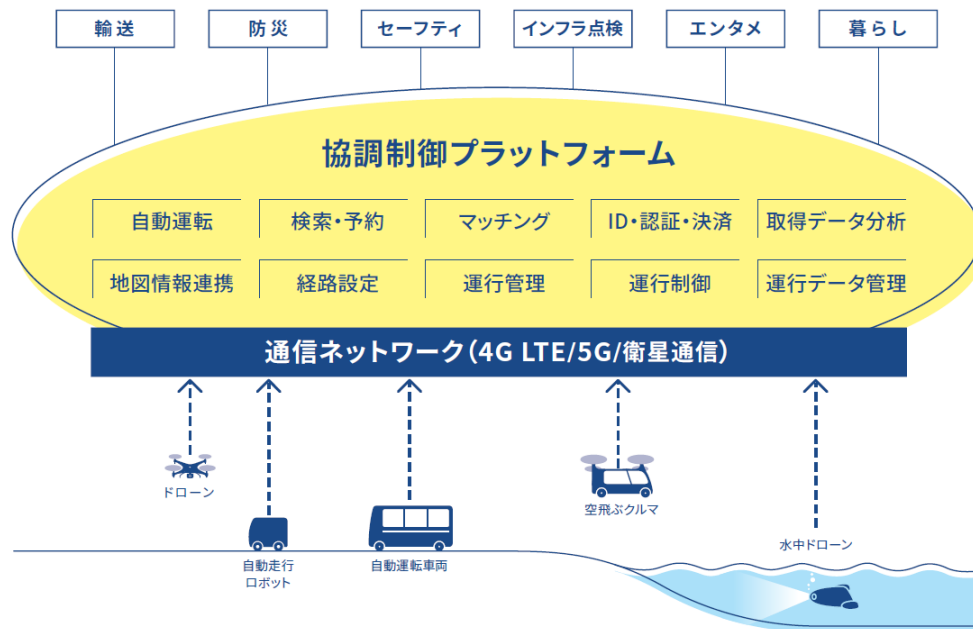 輸送
防災
セーフティ
インフラ点検
エンタメ
暮らし
協調制御プラットフォーム
自動運転
検索・予約
マッチング
ID・認証・決済
取得データ分析
地図情報連携
経路設定
運行管理
運行制御
運行データ管理
通信ネットワーク(4G LTE/5G/衛星通信)
ドローン
自動走行
ロボット
自動運転車両
空飛ぶクルマ
水中ドローン